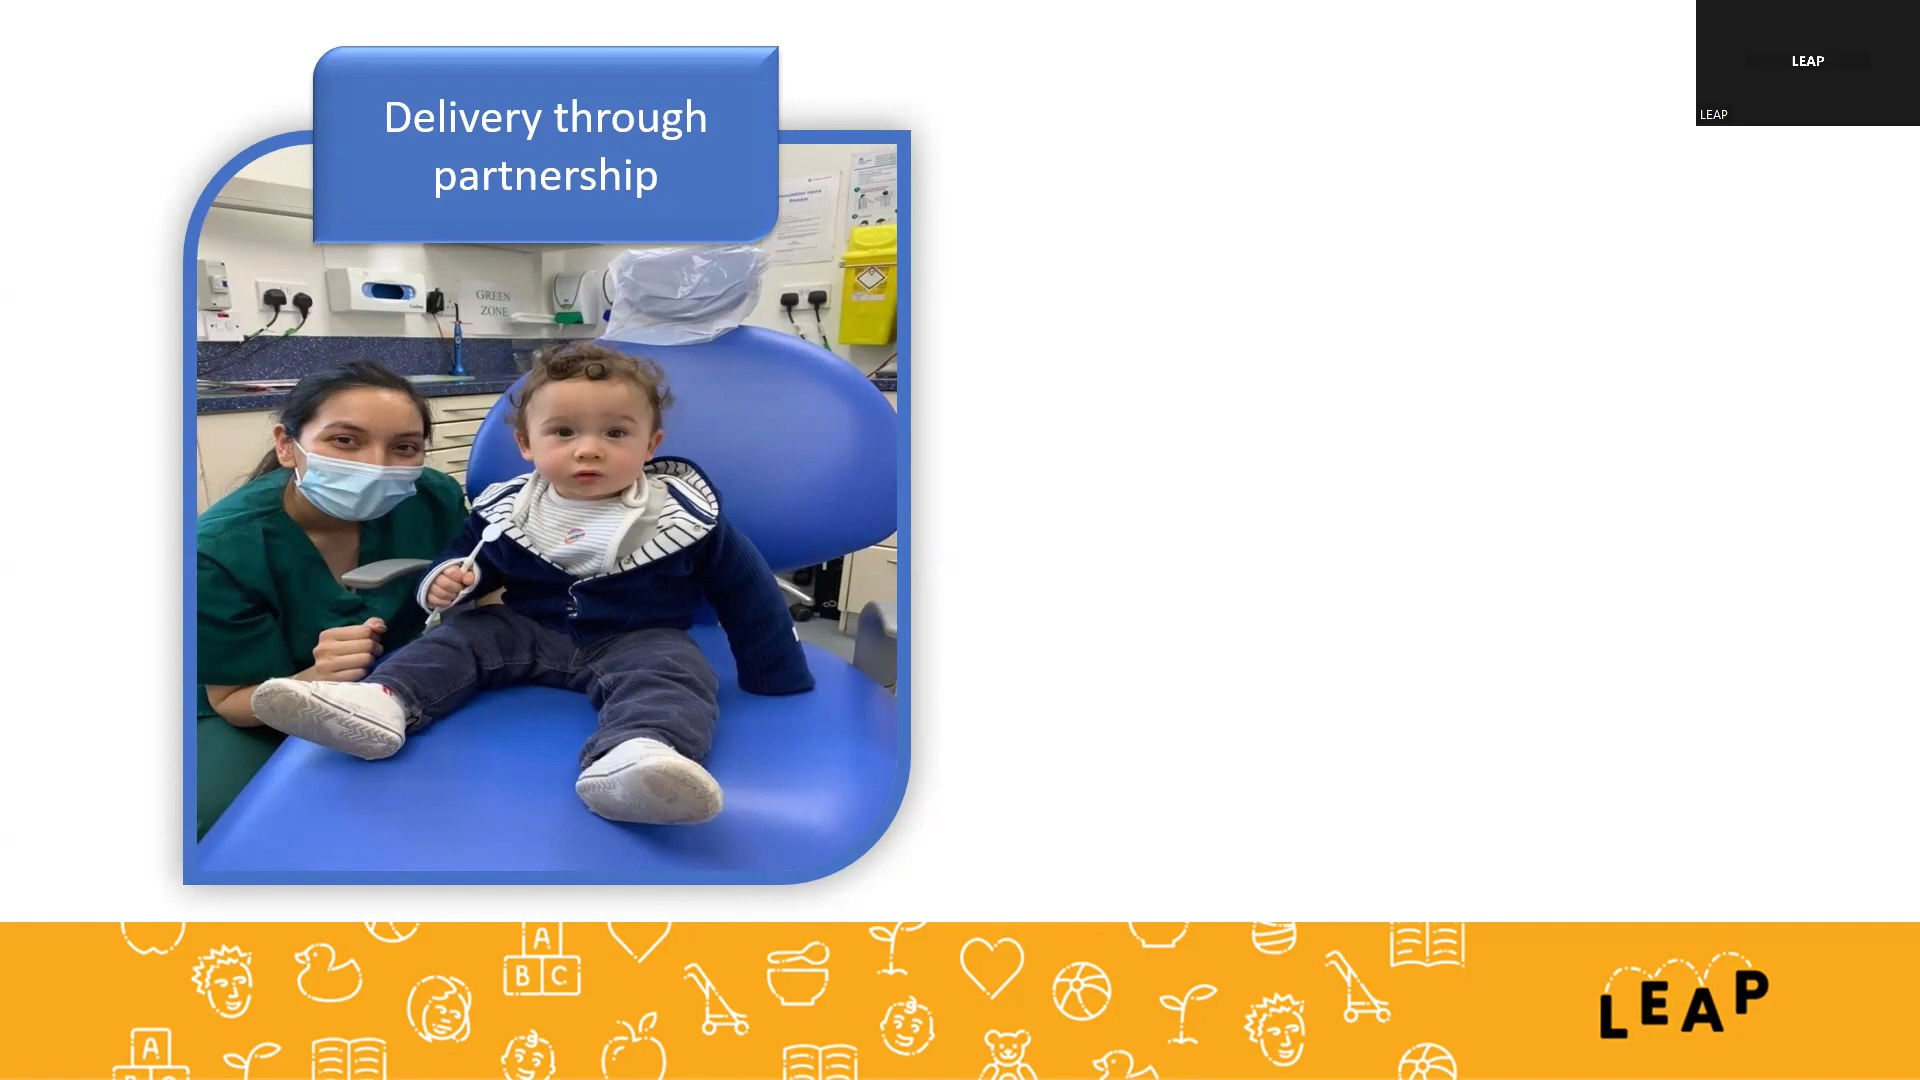 Delivery through
partnership
LEAP
LEAP
GREEN
ZONE
A
B C
A
LEAP